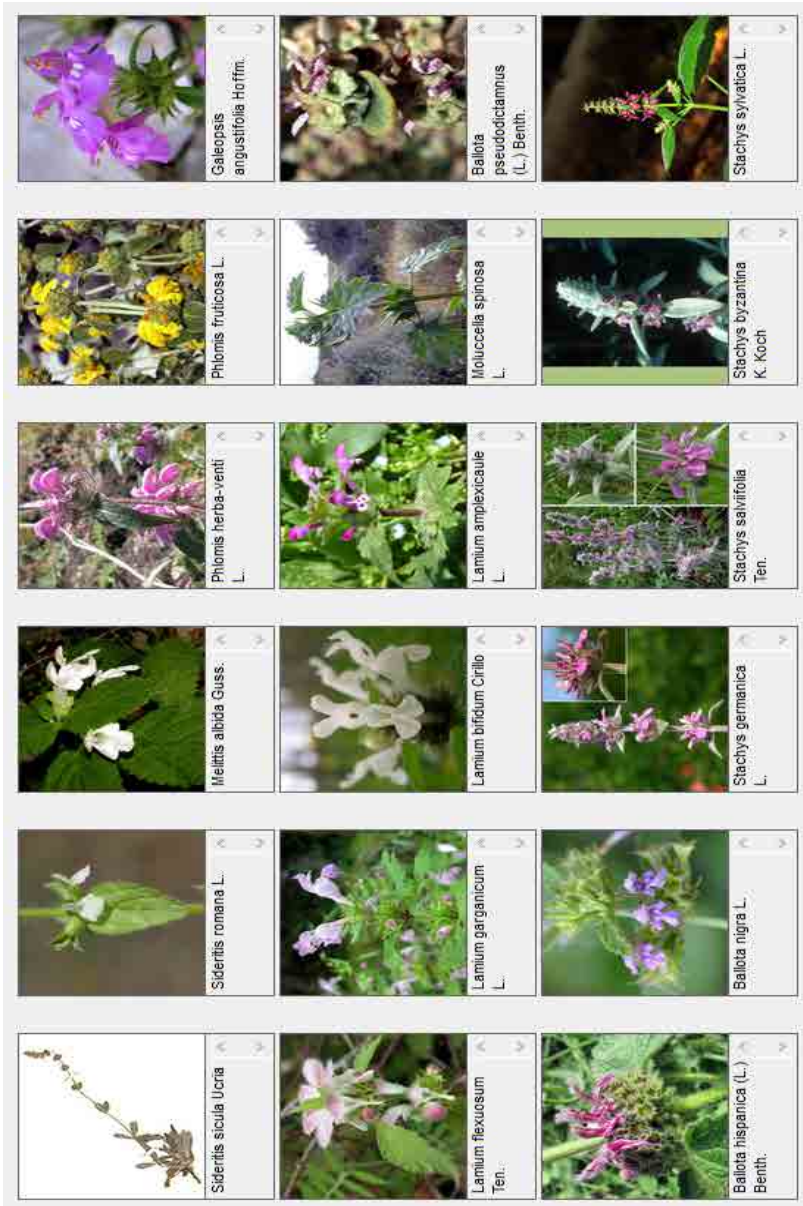 Sideritis sicula Ucria
Sideritis romana L.
Melittis albida Guss.
Phlomis herba-venti
L.
Phlomis fruticosa L.
Galeopsis
angustifolia Hoffm.
Lamium flexuosum
Ten.
Lamium garganicum
L.
Lamium bifidum Cirillo
Lamium amplexicaule
L.
Moluccella spinosa
L.
Ballota
pseudodictamnus
(L.) Benth.
Ballota hispanica (L.)
Benth.
Ballota nigra L.
Stachys germanica
L.
Stachys salviifolia
Ten.
Stachys byzantina
K. Koch
Stachys sylvatica L.